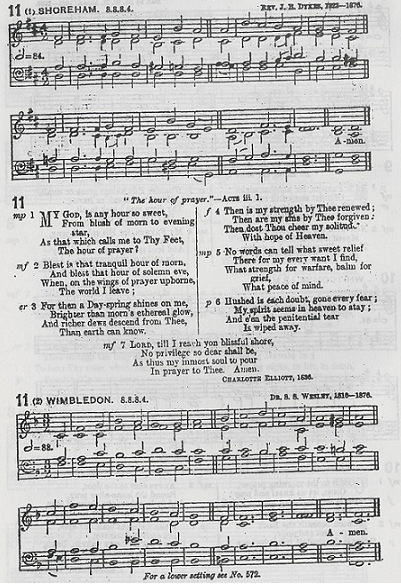 11 (1) SHOREHAM. 8.8.8.4. REV. J. B. DYKES, 1823—1876.
𝅗𝅥 = 84.
A-men.
11
"The hour of prayer."—ACTS iii. 1.
mp 1 MY GOD, is any hour so sweet,
From blush of morn to evening
star,
As that which calls me to Thy Feet,
The hour of prayer?
mf 2 Blest is that tranquil hour of morn,
And blest that hour of solemn eve,
When, on the wings of prayer upborne,
The world I leave;
cr 3 For then a Day-spring shines on me,
Brighter than morn's ethereal glow,
And richer dews descend from Thee,
Than earth can know.
f 4 Then is my strength by Thee renewed;
Then are my sins by Thee forgiven;
Then dost Thou cheer my solitude
With hope of Heaven.
mp 5 No words can tell what sweet relief
There for my every want I find,
What strength for warfare, balm for
grief,
What peace of mind.
p 6 Hushed is each doubt, gone every fear;
My spirit seems in heaven to stay;
And e'en the penitential tear
Is wiped away.
mf 7 LORD, till I reach yon blissful shore,
No privilege so dear shall be,
As thus my inmost soul to pour
In prayer to Thee. Amen.
CHARLOTTE ELLIOTT, 1836.
11 (2) WIMBLEDON. 8.8.8.4. DR. S. S. WESLEY, 1810—1876.
𝅗𝅥 = 88.
A - men.
For a lower setting see No. 572.